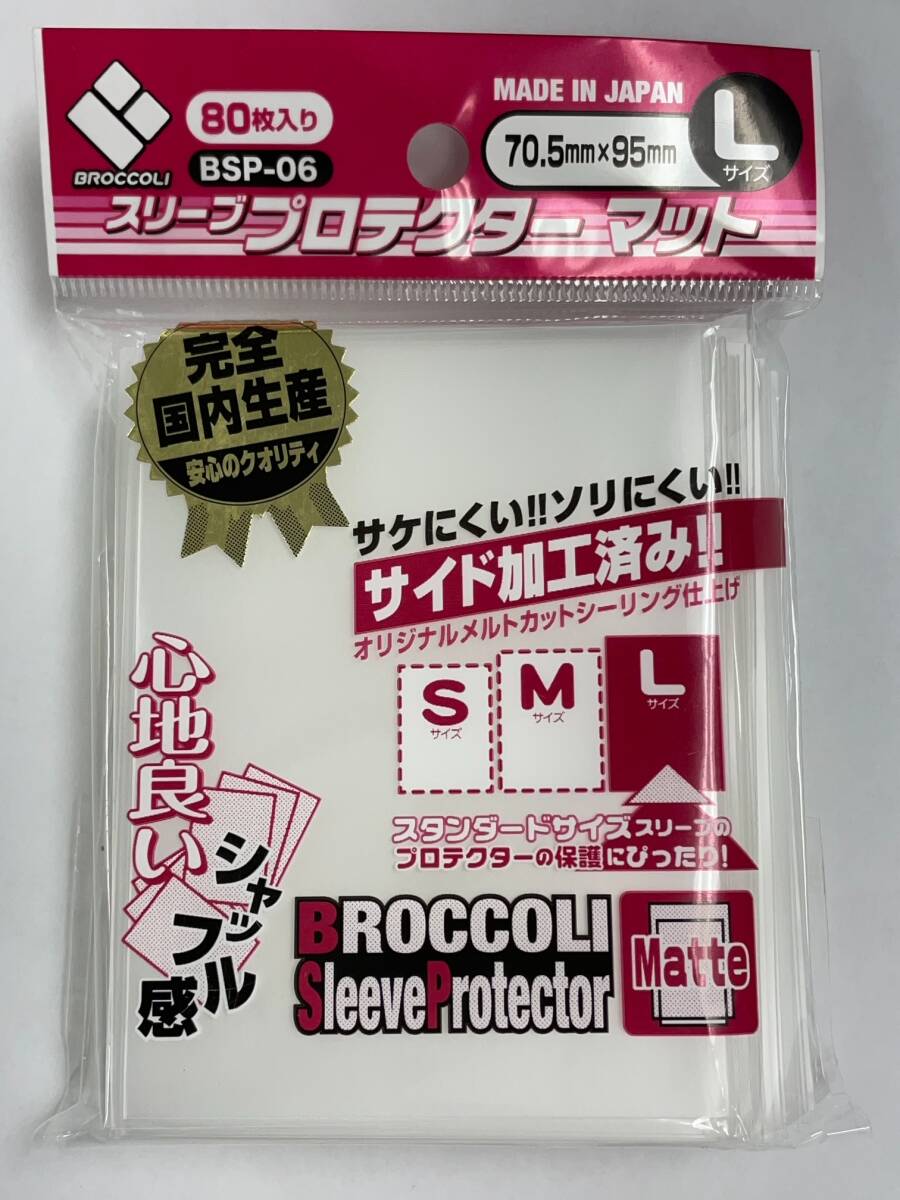 BROCCOLI
80枚入り
BSP-06
MADE IN JAPAN
70.5mm×95mm
L
サイズ
スリーブプロテクター マット
完全
国内生産
安心のクオリティ
サケにくい!!ソリにくい!!
サイド加工済み!!
オリジナルメルトカットシーリング仕上げ
S
サイズ
M
サイズ
L
サイズ
スタンダードサイズスリーブの
プロテクターの保護にぴったり!
心地良い
シャッフル感
BROCCOLI
SleeveProtector
Matte